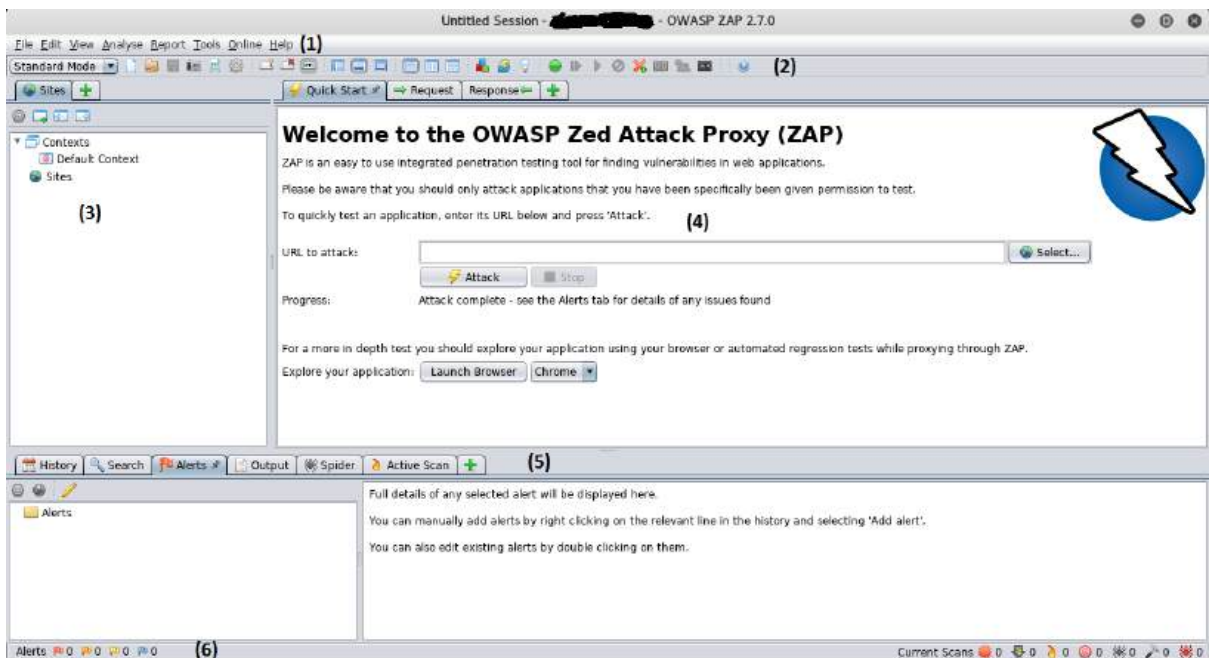 Untitled Session - - OWASP ZAP 2.7.0
File Edit View Analyse Report Tools Online Help (1)
Standard Mode (2)
Sites
Quick Start Request Response
Contexts
Default Context
Sites
(3)
Welcome to the OWASP Zed Attack Proxy (ZAP)
ZAP is an easy to use integrated penetration testing tool for finding vulnerabilities in web applications.
Please be aware that you should only attack applications that you have been specifically been given permission to test.
To quickly test an application, enter its URL below and press 'Attack'.
(4)
URL to attack: Select...
Attack Stop
Progress: Attack complete - see the Alerts tab for details of any issues found
For a more in depth test you should explore your application using your browser or automated regression tests while proxying through ZAP.
Explore your application: Launch Browser Chrome
History Search Alerts Output Spider Active Scan (5)
Alerts
Full details of any selected alert will be displayed here.
You can manually add alerts by right clicking on the relevant line in the history and selecting 'Add alert'.
You can also edit existing alerts by double clicking on them.
Alerts 0 0 0 0 (6) Current Scans 0 0 0 0 0 0 0